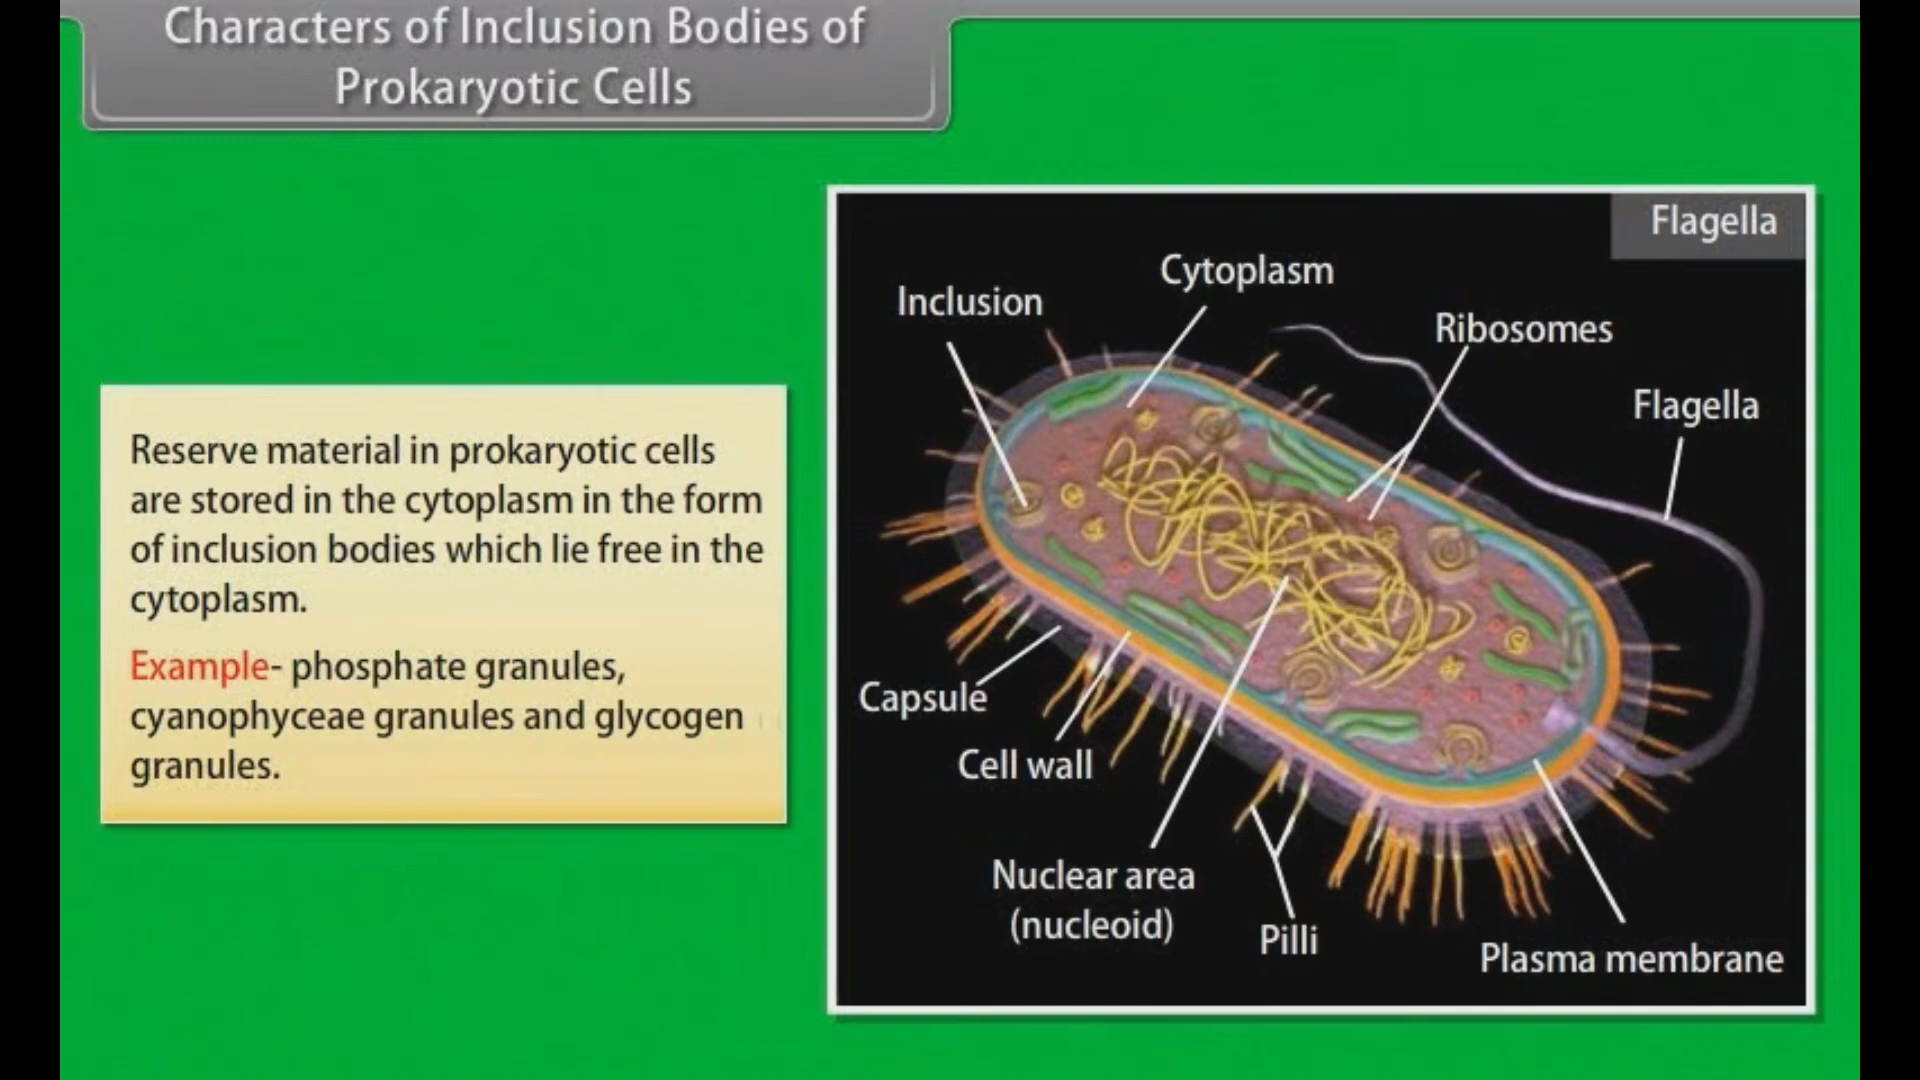 Characters of Inclusion Bodies of
Prokaryotic Cells
Reserve material in prokaryotic cells
are stored in the cytoplasm in the form
of inclusion bodies which lie free in the
cytoplasm.
Example- phosphate granules,
cyanophyceae granules and glycogen
granules.
Flagella
Cytoplasm
Inclusion
Ribosomes
Flagella
Capsule
Cell wall
Nuclear area
(nucleoid)
Pilli
Plasma membrane